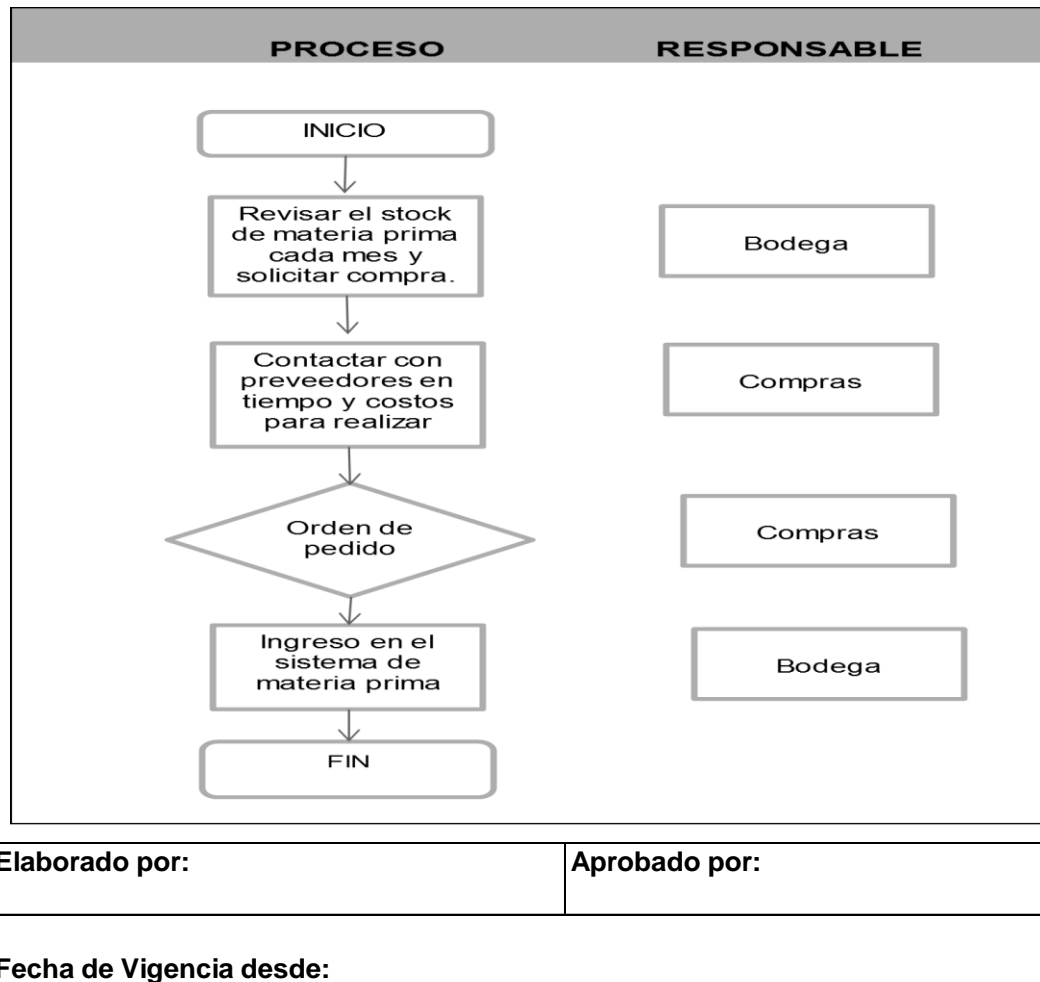 PROCESO RESPONSABLE
INICIO
Revisar el stock
de materia prima
cada mes y
solicitar compra.
Bodega
Contactar con
preveedores en
tiempo y costos
para realizar
Compras
Orden de
pedido
Compras
Ingreso en el
sistema de
materia prima
Bodega
FIN
Elaborado por: Aprobado por:
Fecha de Vigencia desde: